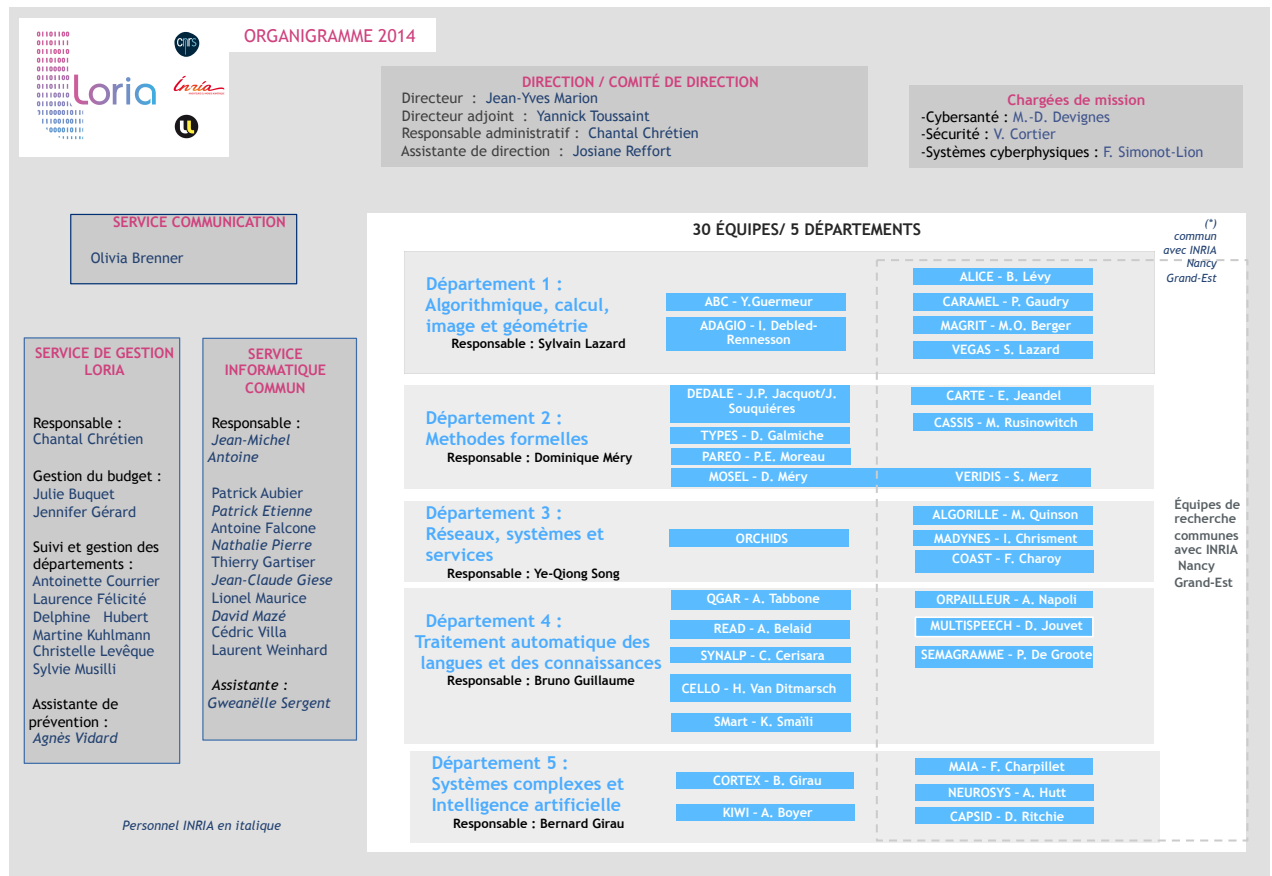 ORGANIGRAMME 2014
01101100
01101111
0110010
01101001
0110001
Loria
cnrs
Inria
DIRECTION / COMITÉ DE DIRECTION
Directeur : Jean-Yves Marion
Directeur adjoint : Yannick Toussaint
Responsable administratif : Chantal Chrétien
Assistante de direction : Josiane Reffort
Chargées de mission
-Cybersanté : M.-D. Devignes
-Sécurité : V. Cortier
-Systèmes cyberphysiques : F. Simonot-Lion
SERVICE COMMUNICATION
Olivia Brenner
SERVICE DE GESTION
LORIA
Responsable :
Chantal Chrétien
Gestion du budget :
Julie Buquet
Jennifer Gérard
Suivi et gestion des
départements :
Antoinette Courrier
Laurence Félicité
Delphine Hubert
Martine Kuhlmann
Christelle Levêque
Sylvie Musilli
Assistante de
prévention :
Agnès Vidard
SERVICE
INFORMATIQUE
COMMUN
Responsable :
Jean-Michel
Antoine
Patrick Aubier
Patrick Etienne
Antoine Falcone
Nathalie Pierre
Thierry Gartiser
Jean-Claude Giese
Lionel Maurice
David Mazé
Cédric Villa
Laurent Weinhard
Assistante :
Gweanëlle Sergent
Personnel INRIA en italique
30 ÉQUIPES/ 5 DÉPARTEMENTS
(*)
commun
avec INRIA
Nancy
Grand-Est
Département 1 :
Algorithmique, calcul,
image et géométrie
Responsable : Sylvain Lazard
ABC - Y.Guermeur
ADAGIO - I. Debled-
Rennesson
ALICE - B. Lévy
CARAMEL - P. Gaudry
MAGRIT - M.O. Berger
VEGAS - S. Lazard
Département 2 :
Methodes formelles
Responsable : Dominique Méry
DEDALE - J.P. Jacquot/J.
Souquiéres
TYPES - D. Galmiche
PAREO - P.E. Moreau
MOSEL - D. Méry
CARTE - E. Jeandel
CASSIS - M. Rusinowitch
VERIDIS - S. Merz
Département 3 :
Réseaux, systèmes et
services
Responsable : Ye-Qiong Song
ORCHIDS
ALGORILLE - M. Quinson
MADYNES - I. Chrisment
COAST - F. Charoy
Équipes de
recherche
communes
avec INRIA
Nancy
Grand-Est
Département 4 :
Traitement automatique des
langues et des connaissances
Responsable : Bruno Guillaume
QGAR - A. Tabbone
READ - A. Belaid
SYNALP - C. Cerisara
CELLO - H. Van Ditmarsch
SMart - K. Smaïli
ORPAILLEUR - A. Napoli
MULTISPEECH - D. Jouvet
SEMAGRAMME - P. De Groote
Département 5 :
Systèmes complexes et
Intelligence artificielle
Responsable : Bernard Girau
CORTEX - B. Girau
KIWI - A. Boyer
MAIA - F. Charpillet
NEUROSYS - A. Hutt
CAPSID - D. Ritchie